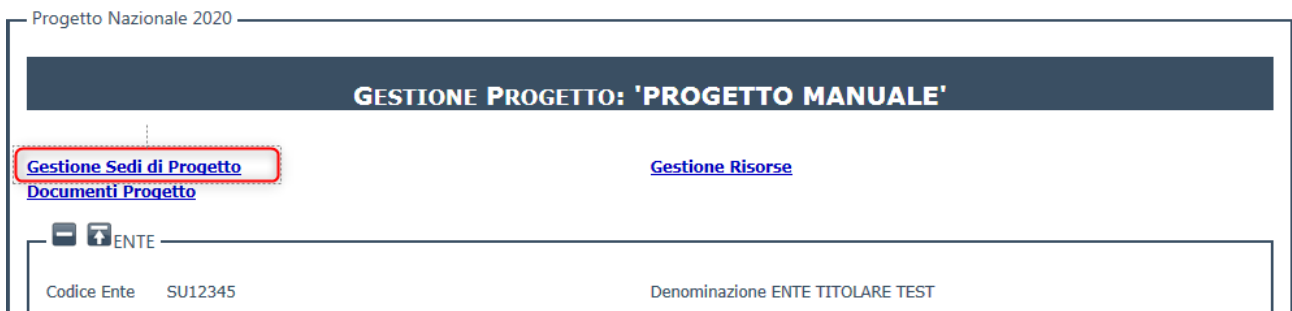 Progetto Nazionale 2020
GESTIONE PROGETTO: 'PROGETTO MANUALE'
Gestione Sedi di Progetto
Gestione Risorse
Documenti Progetto
ENTE
Codice Ente SU12345
Denominazione ENTE TITOLARE TEST